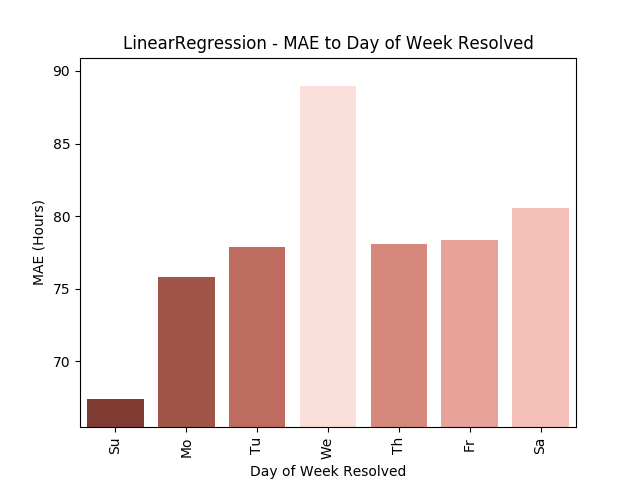 LinearRegression - MAE to Day of Week Resolved
90
85
80
75
70
MAE (Hours)
Su
Mo
Tu
We
Th
Fr
Sa
Day of Week Resolved